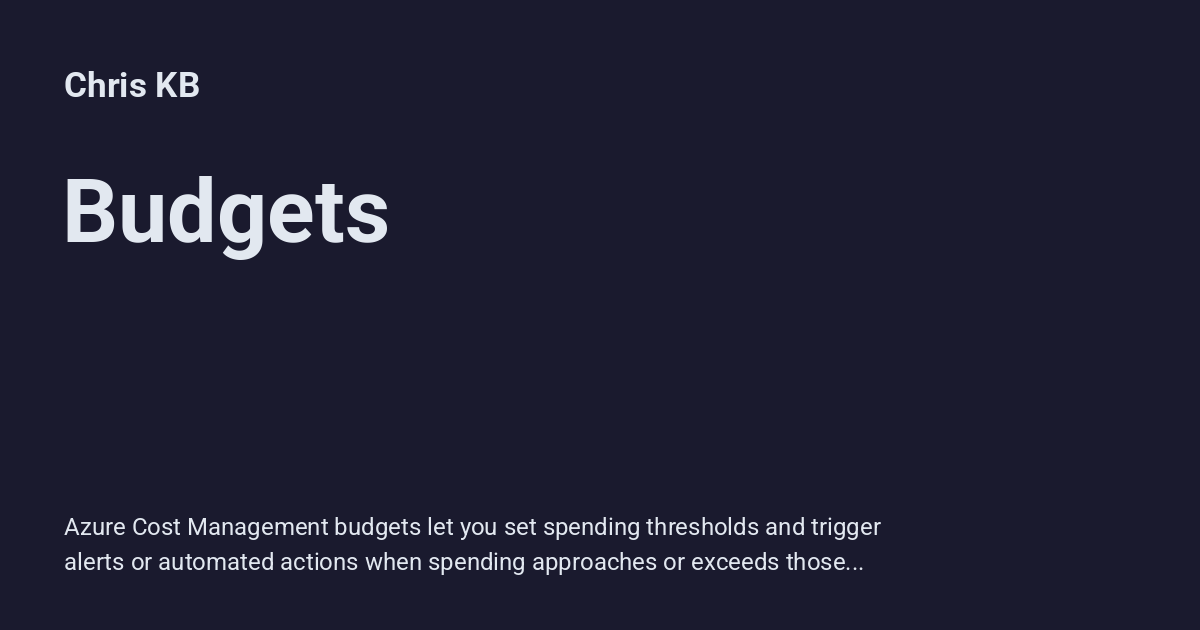 Chris KB
Budgets
Azure Cost Management budgets let you set spending thresholds and trigger
alerts or automated actions when spending approaches or exceeds those...